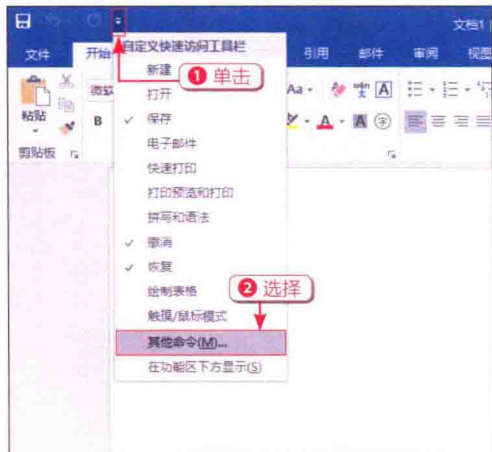 文档1
文件 开始 引用 邮件 审阅 视图
自定义快速访问工具栏
新建
❶ 单击
打开
保存
电子邮件
快速打印
打印预览和打印
拼写和语法
撤消
恢复
绘制表格
❷ 选择
触摸/鼠标模式
其他命令(M)...
在功能区下方显示(S)
粘贴
剪贴板
微软
B
Aa
wén
A
A
A
字